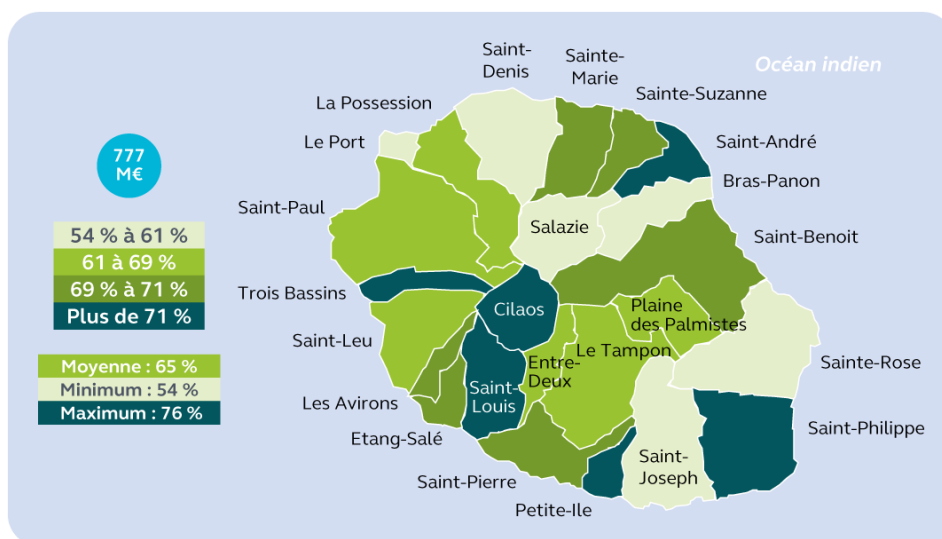 Océan indien
Saint-
Denis
Sainte-
Marie
Sainte-Suzanne
La Possession
Le Port
Saint-André
Bras-Panon
777
M€
Saint-Paul
Salazie
Saint-Benoit
54 % à 61 %
61 à 69 %
69 % à 71 %
Plus de 71 %
Trois Bassins
Cilaos
Plaine
des Palmistes
Saint-Leu
Le Tampon
Entre-
Deux
Sainte-Rose
Moyenne : 65 %
Minimum : 54 %
Maximum : 76 %
Saint-
Louis
Les Avirons
Etang-Salé
Saint-Philippe
Saint-
Joseph
Saint-Pierre
Petite-Ile